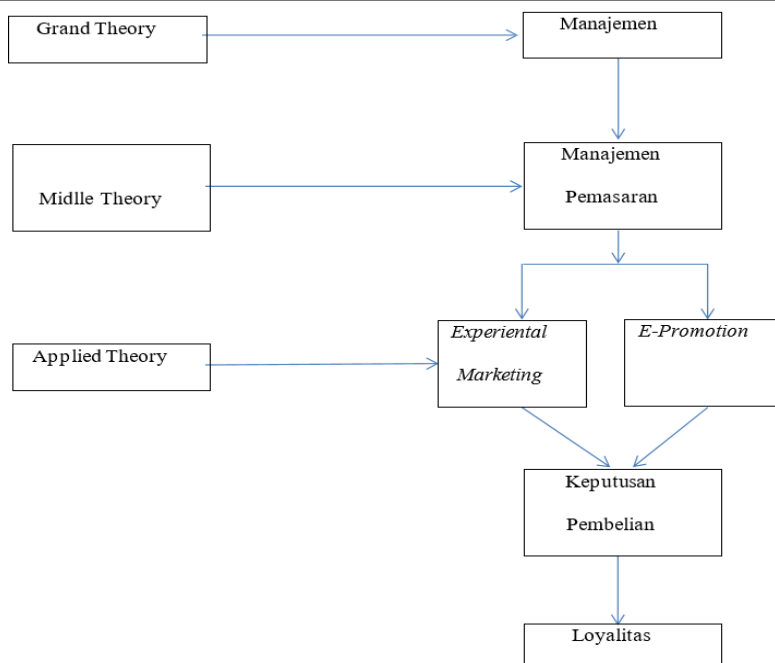 Grand Theory
Manajemen
Midlle Theory
Manajemen
Pemasaran
Applied Theory
Experiental
Marketing
E-Promotion
Keputusan
Pembelian
Loyalitas